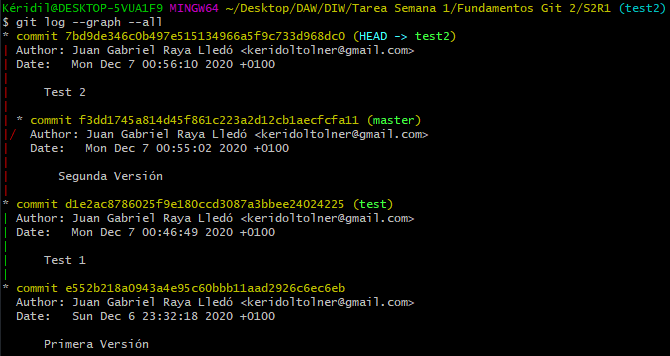 Kéridil@DESKTOP-5VUA1F9 MINGW64 ~/Desktop/DAW/DIW/Tarea Semana 1/Fundamentos Git 2/S2R1 (test2)
$ git log --graph --all
* commit 7bd9de346c0b497e515134966a5f9c733d968dc0 (HEAD -> test2)
| Author: Juan Gabriel Raya Lledó <keridoltolner@gmail.com>
| Date:   Mon Dec 7 00:56:10 2020 +0100
|
|     Test 2
|
| * commit f3dd1745a814d45f861c223a2d12cb1aecfcfa11 (master)
|/  Author: Juan Gabriel Raya Lledó <keridoltolner@gmail.com>
|   Date:   Mon Dec 7 00:55:02 2020 +0100
|
|       Segunda Versión
|
* commit d1e2ac8786025f9e180ccd3087a3bbee24024225 (test)
| Author: Juan Gabriel Raya Lledó <keridoltolner@gmail.com>
| Date:   Mon Dec 7 00:46:49 2020 +0100
|
|     Test 1
|
* commit e552b218a0943a4e95c60bbb11aad2926c6ec6eb
  Author: Juan Gabriel Raya Lledó <keridoltolner@gmail.com>
  Date:   Sun Dec 6 23:32:18 2020 +0100

      Primera Versión